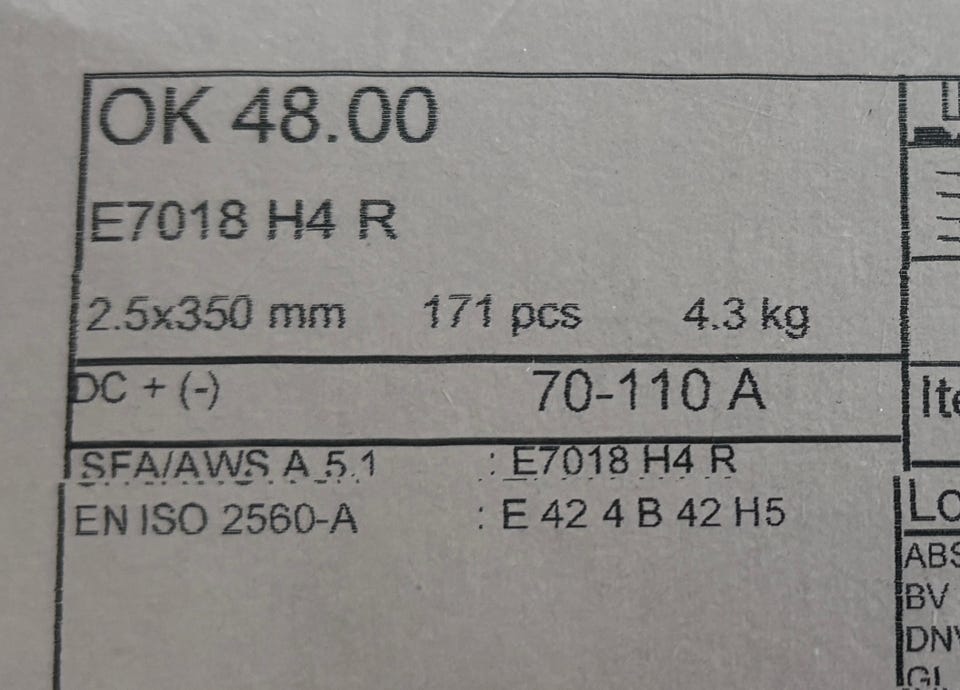 OK 48.00
E7018 H4 R
2.5x350 mm 171 pcs 4.3 kg
DC + (-) 70-110 A
SFA/AWS A 5.1 : E7018 H4 R
EN ISO 2560-A : E 42 4 B 42 H5
ABS
BV
GL